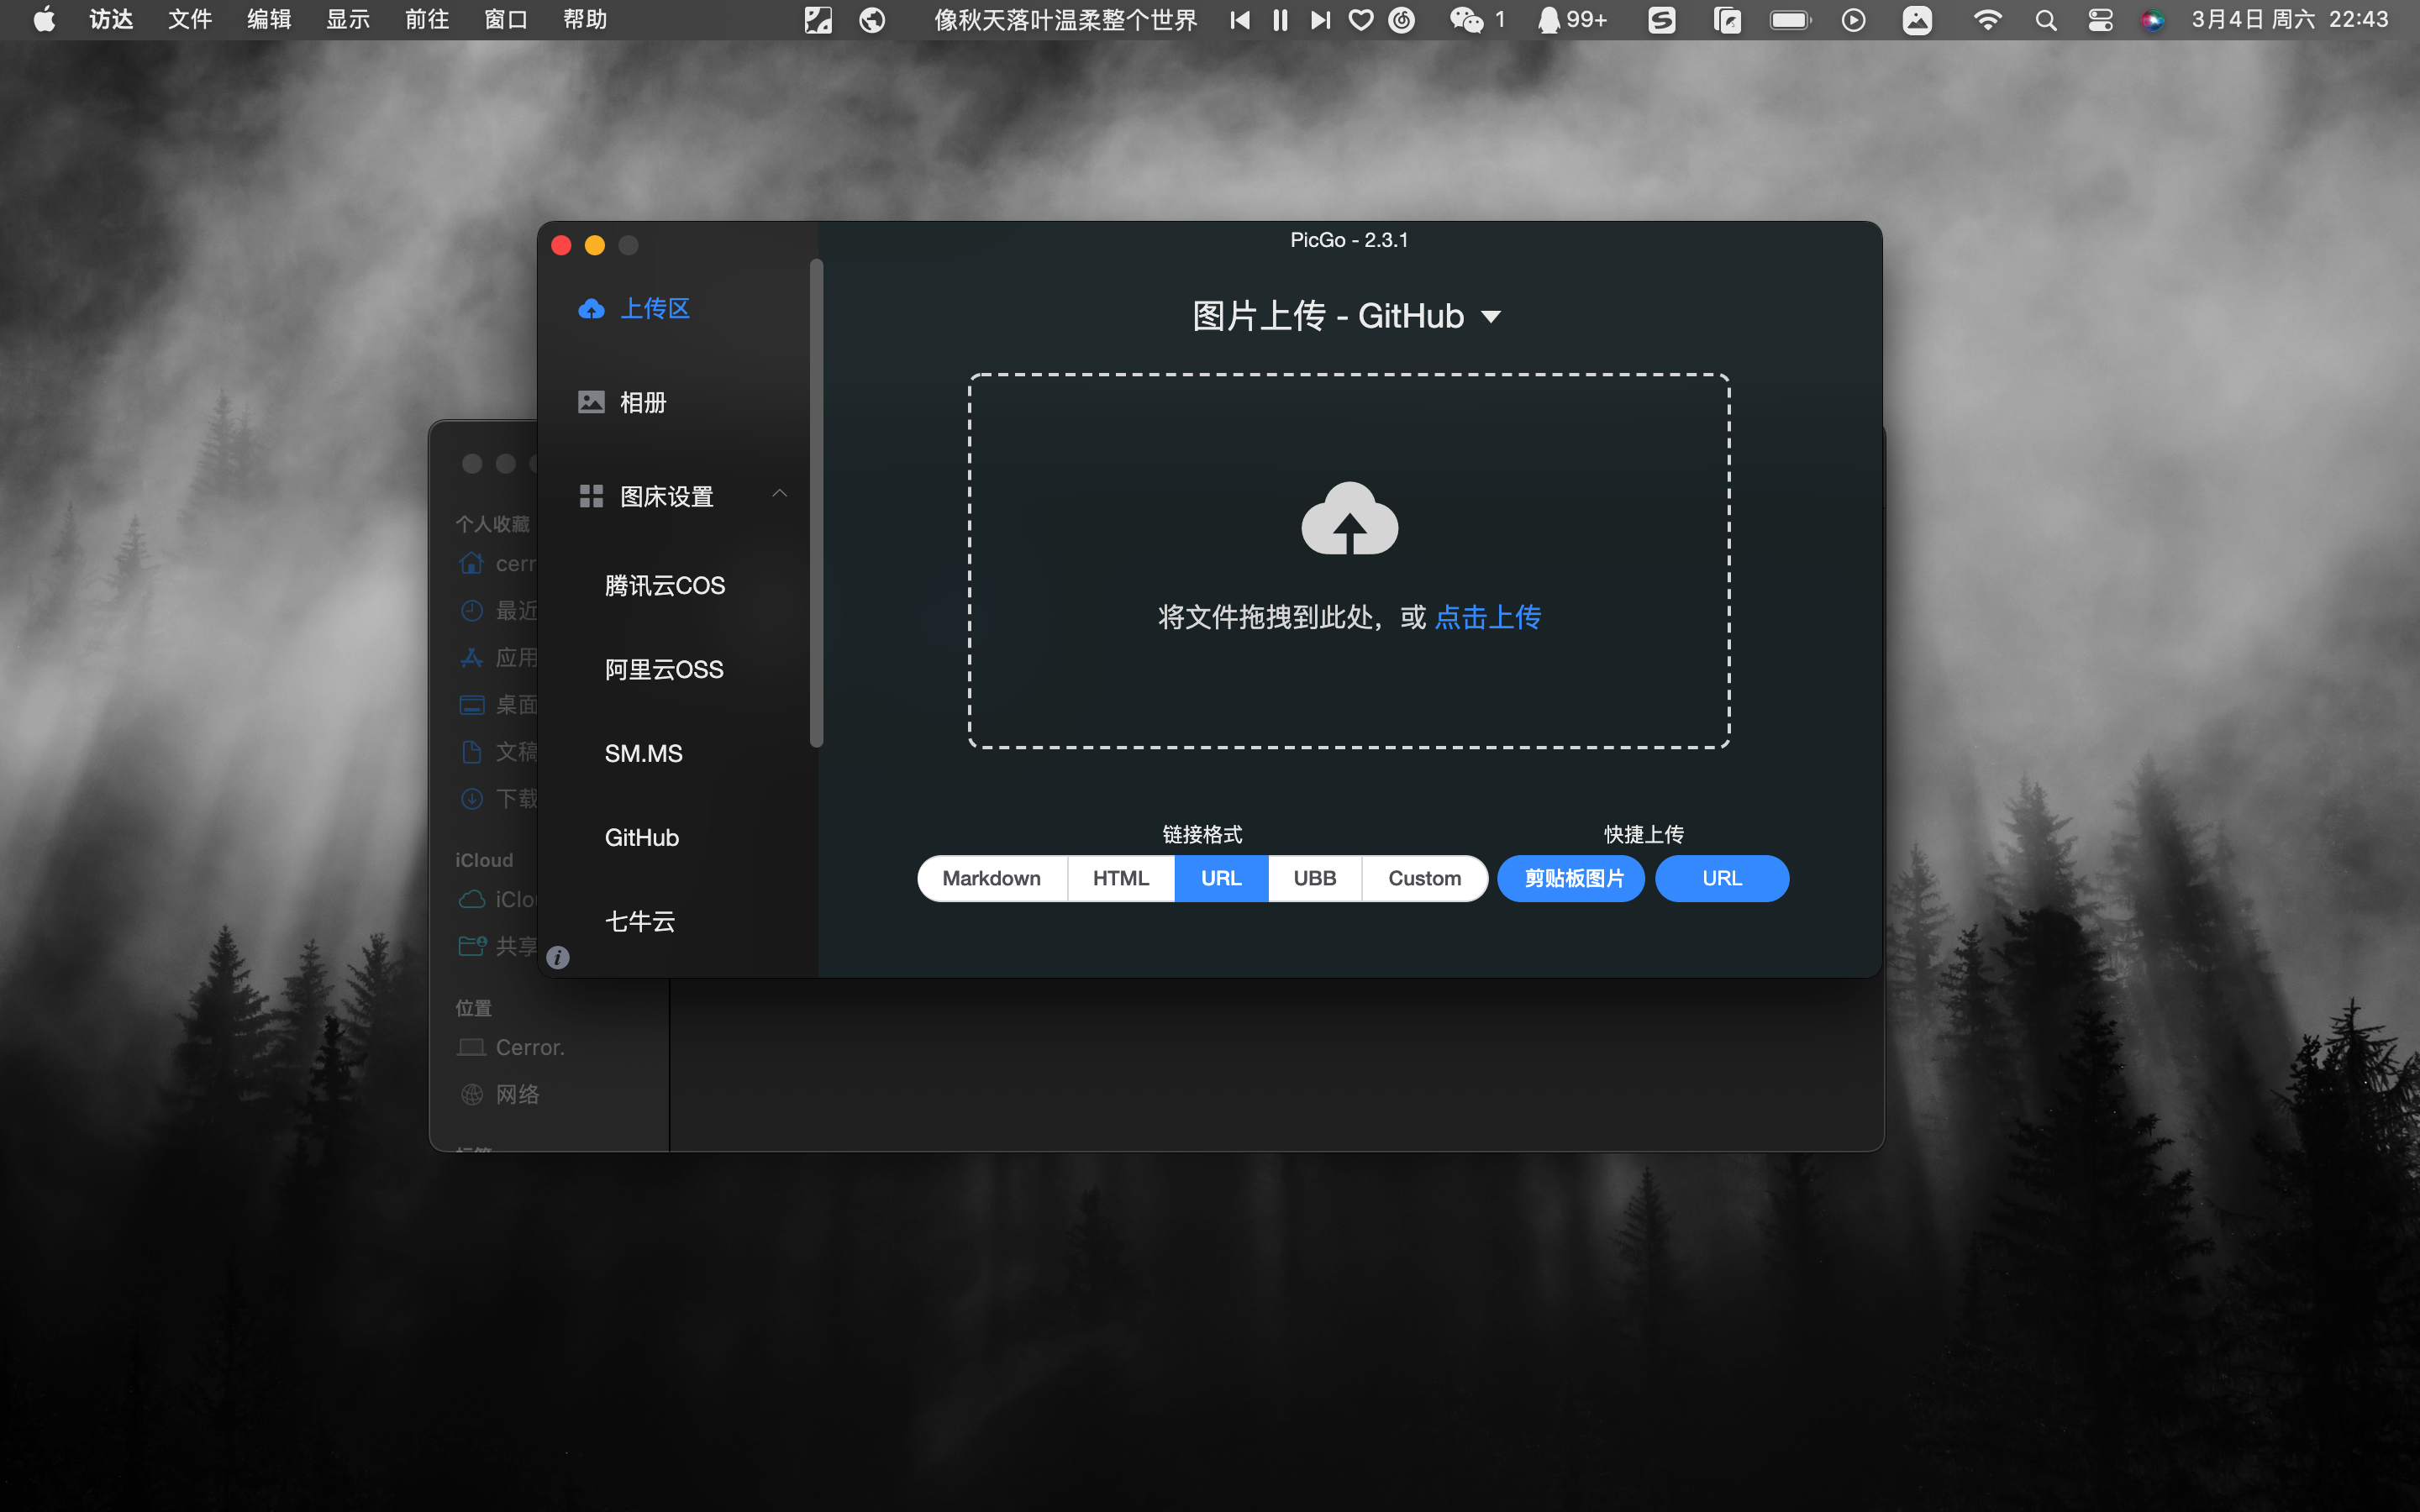 访达 文件 编辑 显示 前往 窗口 帮助 像秋天落叶温柔整个世界 1 99+ 3月4日 周六 22:43
PicGo - 2.3.1
上传区
相册
图床设置
腾讯云COS
阿里云OSS
SM.MS
GitHub
七牛云
图片上传 - GitHub
将文件拖拽到此处，或 点击上传
链接格式
快捷上传
Markdown HTML URL UBB Custom 剪贴板图片 URL
个人收藏
cerr
最近
应用
桌面
文稿
下载
iCloud
iClou
共享
位置
Cerror.
网络